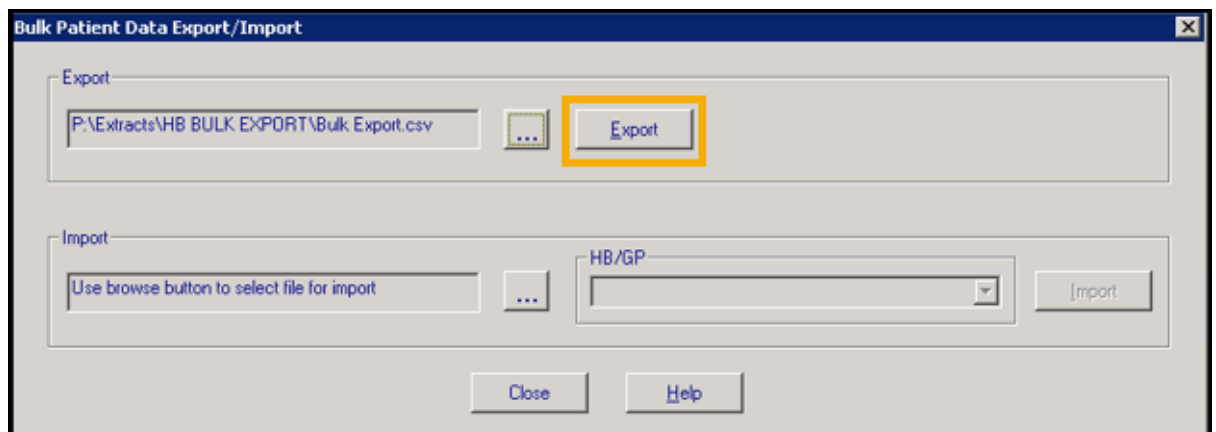 Bulk Patient Data Export/Import
Export
P:\Extracts\HB BULK EXPORT\Bulk Export.csv
...
Export
Import
Use browse button to select file for import
...
HB/GP
Import
Close
Help